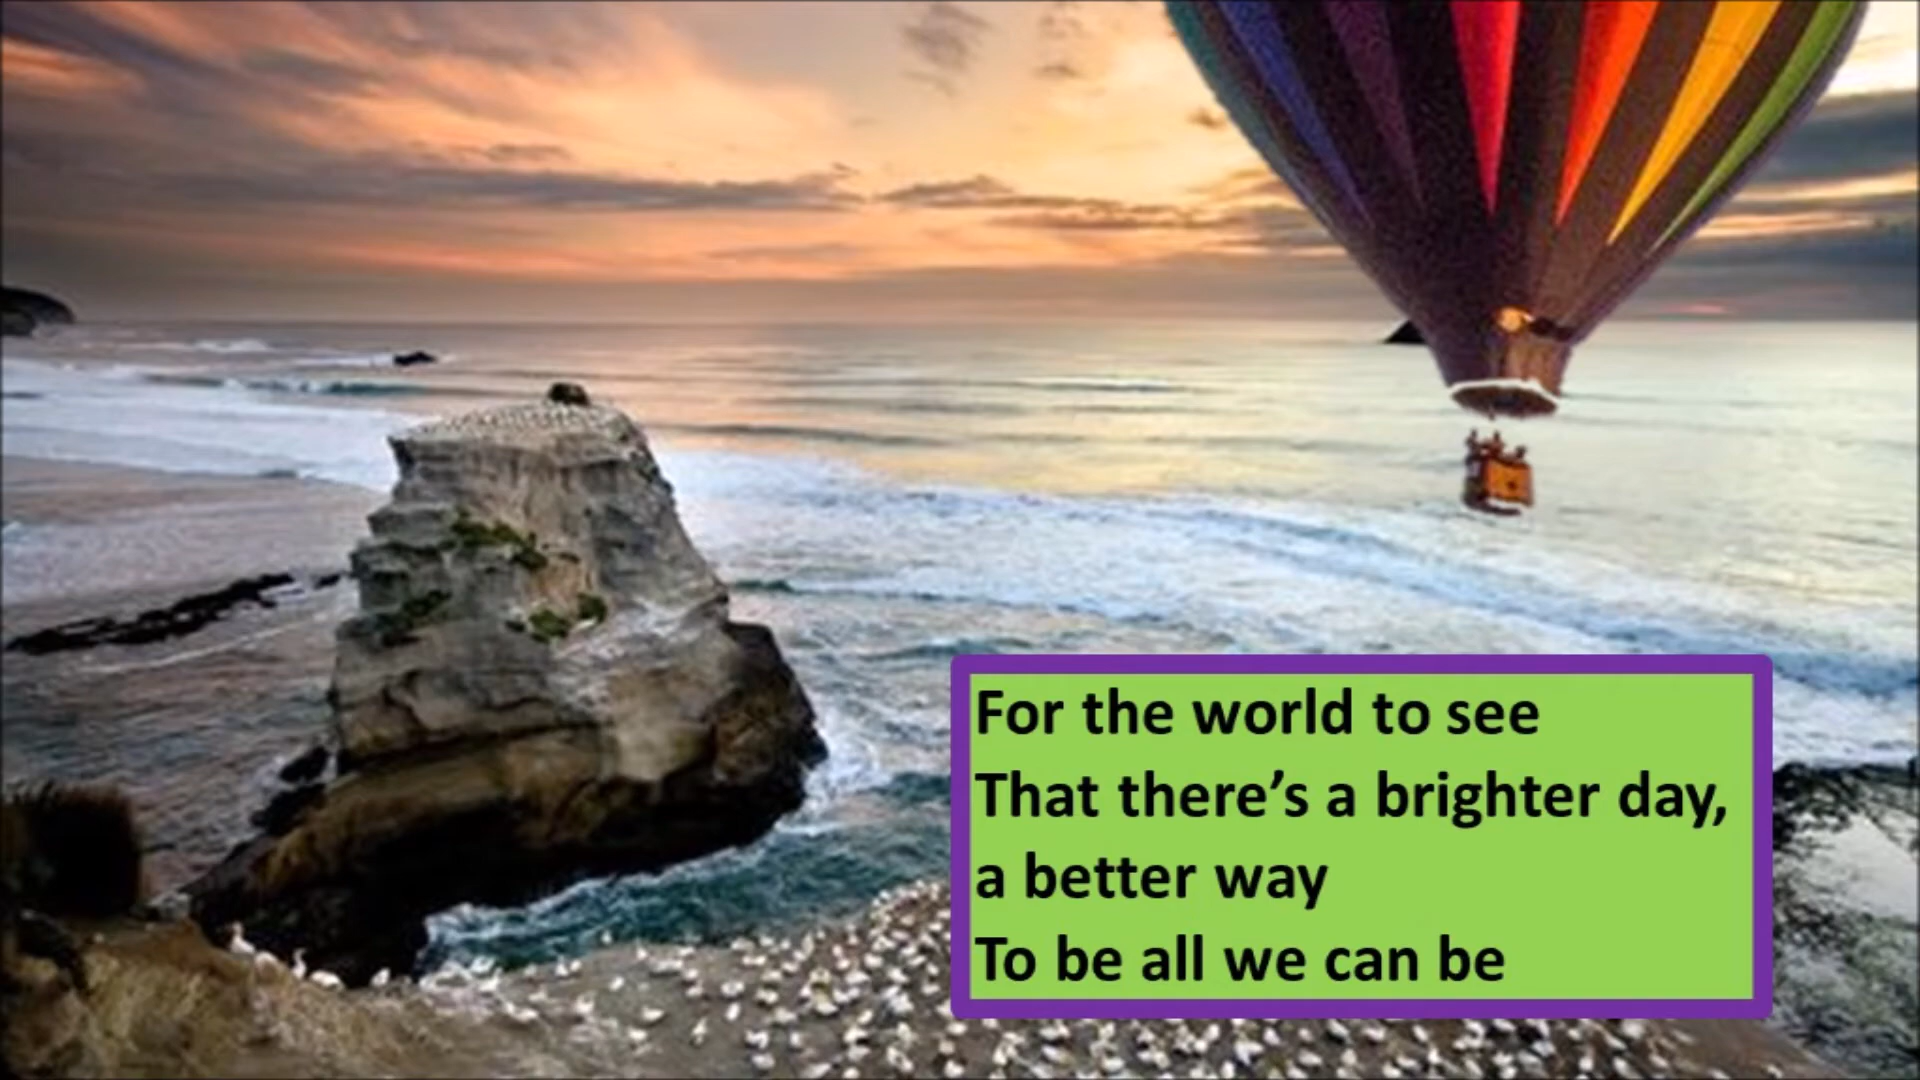 For the world to see
That there’s a brighter day,
a better way
To be all we can be